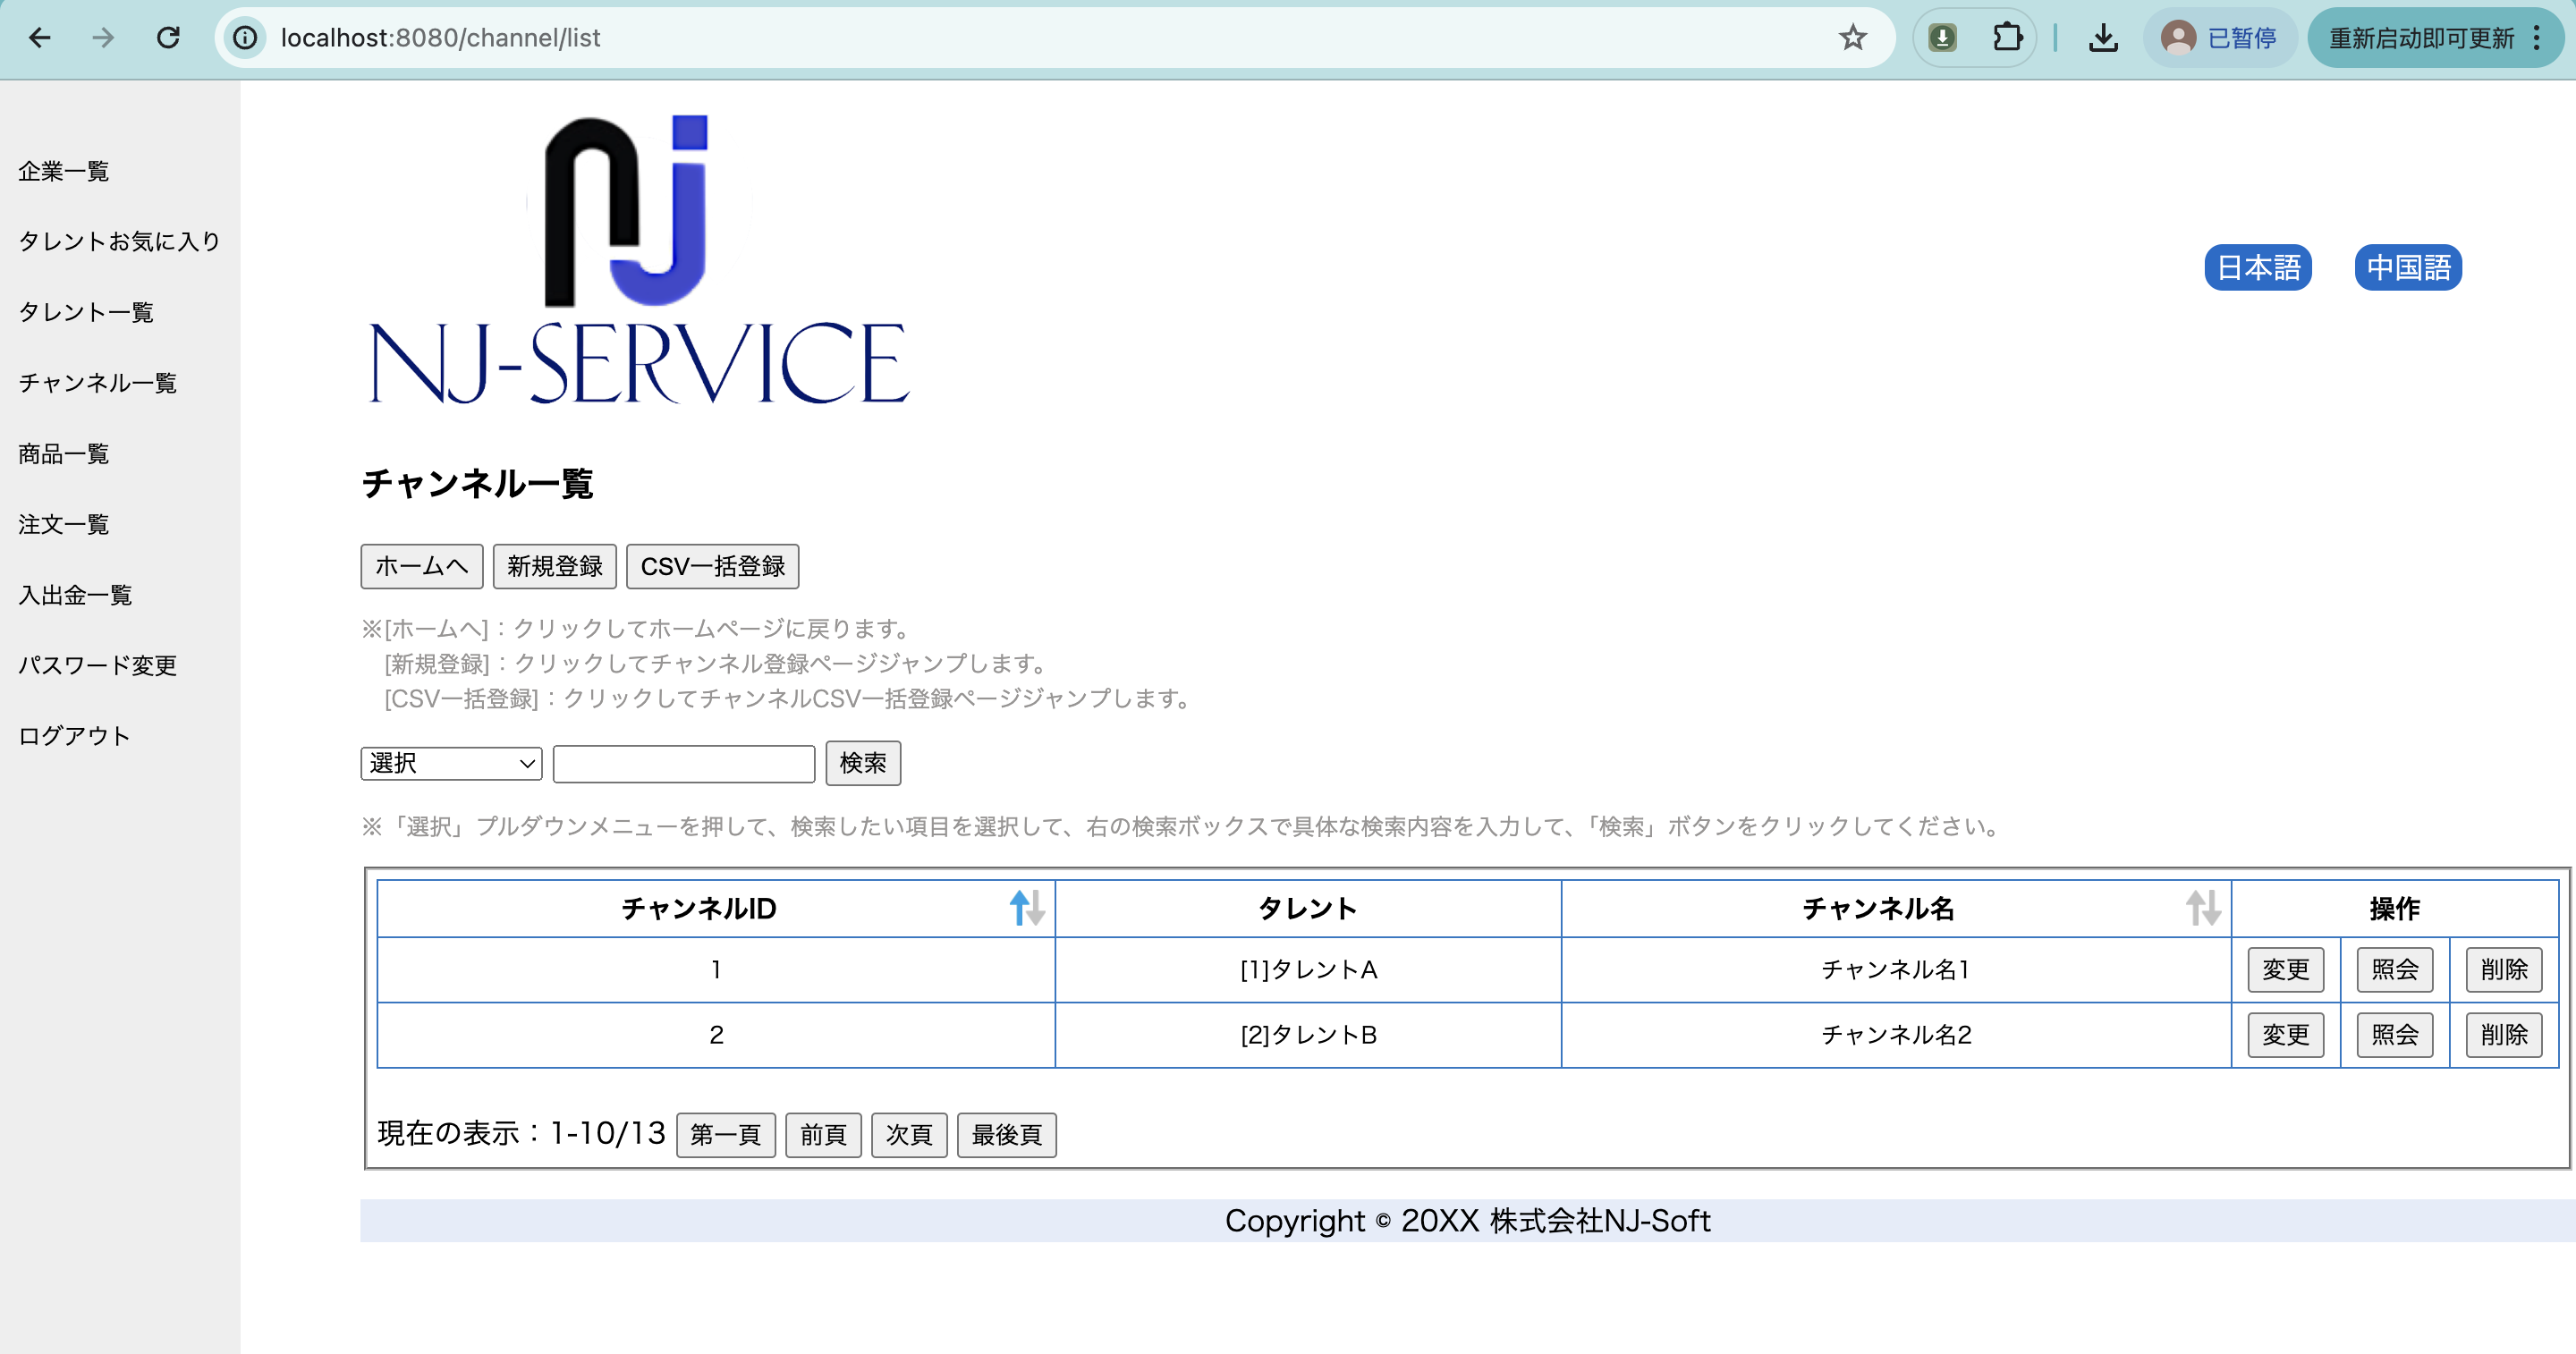 localhost:8080/channel/list
已暂停
重新启动即可更新
企業一覧
タレントお気に入り
タレント一覧
チャンネル一覧
商品一覧
注文一覧
入出金一覧
パスワード変更
ログアウト
nj
NJ-SERVICE
日本語 中国語
チャンネル一覧
ホームへ 新規登録 CSV一括登録
※[ホームへ]：クリックしてホームページに戻ります。
[新規登録]：クリックしてチャンネル登録ページジャンプします。
[CSV一括登録]：クリックしてチャンネルCSV一括登録ページジャンプします。
選択 検索
※「選択」プルダウンメニューを押して、検索したい項目を選択して、右の検索ボックスで具体な検索内容を入力して、「検索」ボタンをクリックしてください。
チャンネルID タレント チャンネル名 操作
1 [1]タレントA チャンネル名1 変更 照会 削除
2 [2]タレントB チャンネル名2 変更 照会 削除
現在の表示：1-10/13 第一頁 前頁 次頁 最後頁
Copyright © 20XX 株式会社NJ-Soft